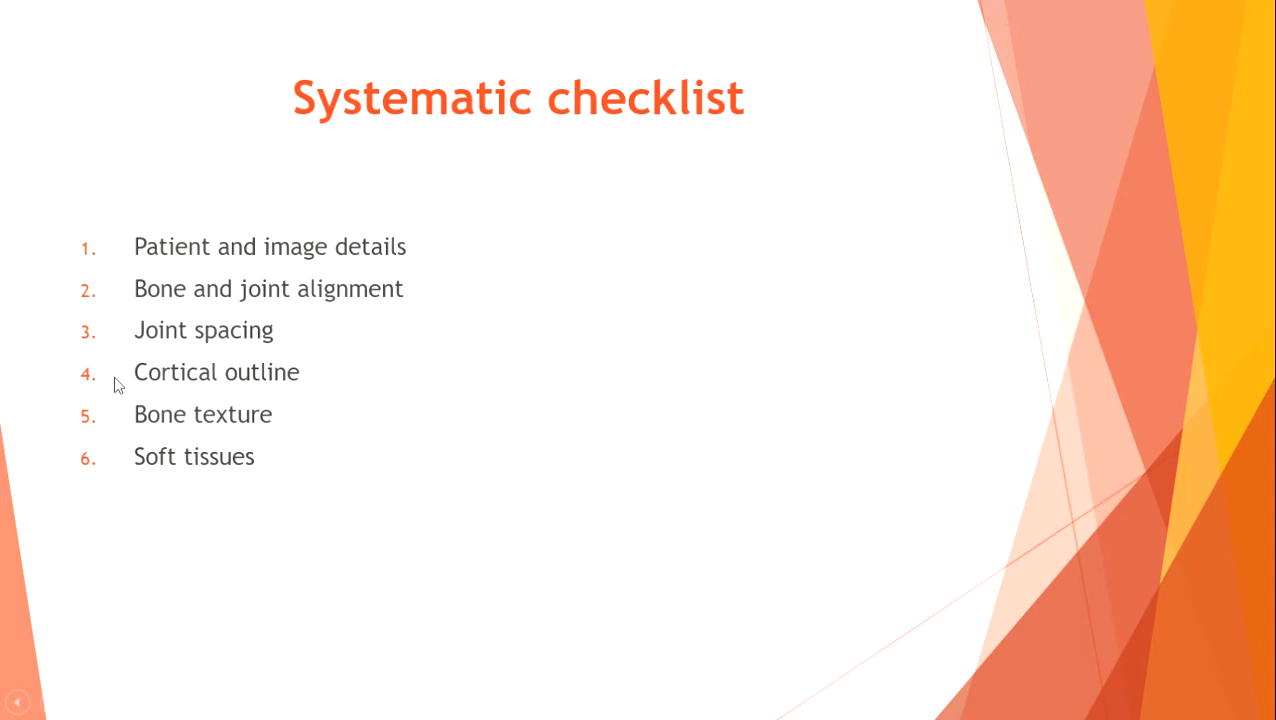 Systematic checklist
1. Patient and image details
2. Bone and joint alignment
3. Joint spacing
4. Cortical outline
5. Bone texture
6. Soft tissues